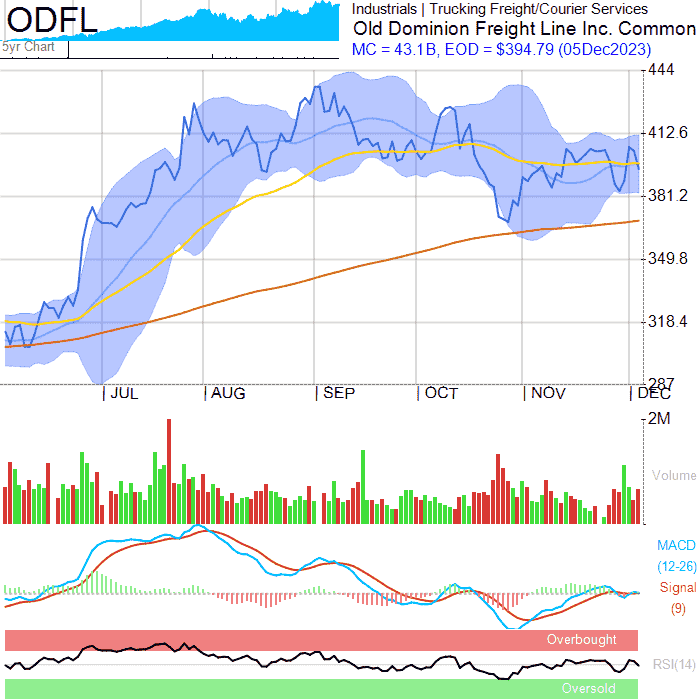 ODFL
5yr Chart
Industrials | Trucking Freight/Courier Services
Old Dominion Freight Line Inc. Common
MC = 43.1B, EOD = $394.79 (05Dec2023)
444
412.6
381.2
349.8
318.4
287
JUL
AUG
SEP
OCT
NOV
DEC
2M
Volume
MACD
(12-26)
Signal
(9)
Overbought
RSI(14)
Oversold